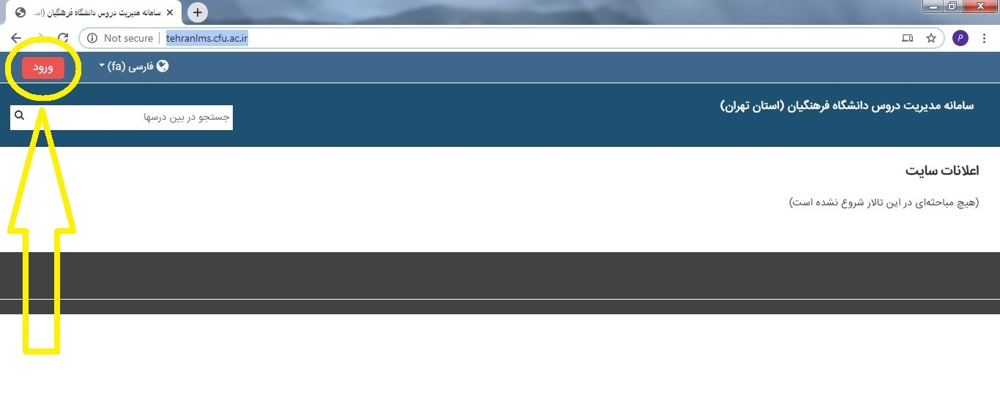 سامانه مدیریت دروس دانشگاه فرهنگیان (است
Not secure
tehranlms.cfu.ac.ir
P
ورود
فارسی ‎(fa)‎
سامانه مدیریت دروس دانشگاه فرهنگیان (استان تهران)
جستجو در بین درسها
اعلانات سایت
(هیچ مباحثه‌ای در این تالار شروع نشده است)